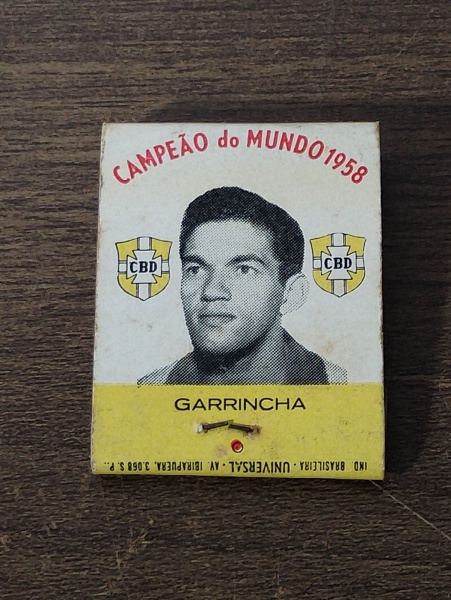 CAMPEÃO do MUNDO 1958
CBD
CBD
GARRINCHA
IND. BRASILEIRA - UNIVERSAL - AV. IBIRAPUERA, 3.068 S. P..